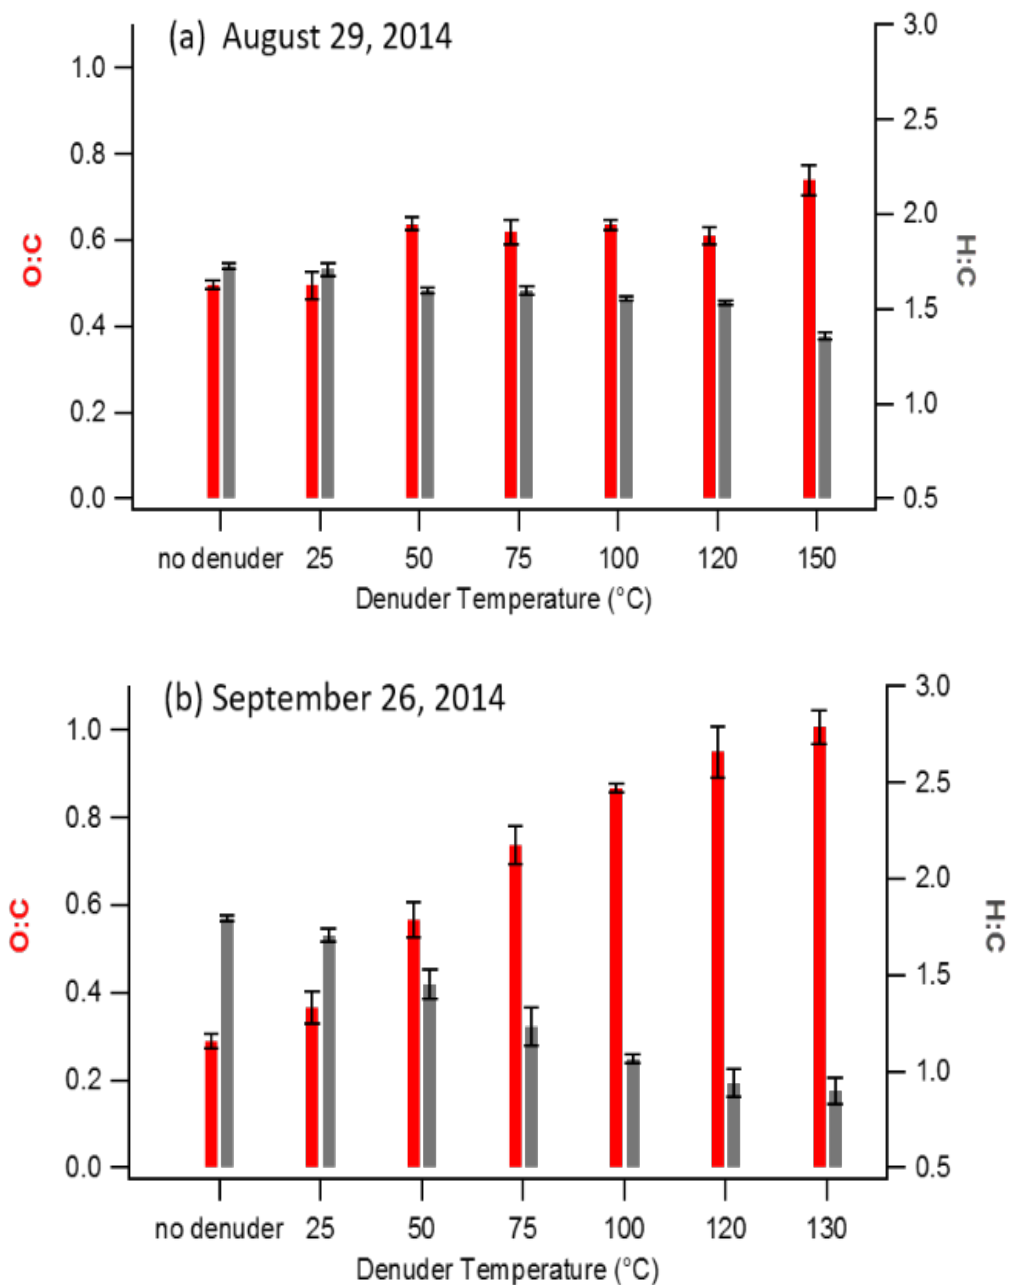 (a) August 29, 2014
1.0
0.8
0.6
0.4
0.2
0.0
O:C
3.0
2.5
2.0
1.5
1.0
0.5
H:C
no denuder 25 50 75 100 120 150
Denuder Temperature (°C)
(b) September 26, 2014
1.0
0.8
0.6
0.4
0.2
0.0
O:C
3.0
2.5
2.0
1.5
1.0
0.5
H:C
no denuder 25 50 75 100 120 130
Denuder Temperature (°C)